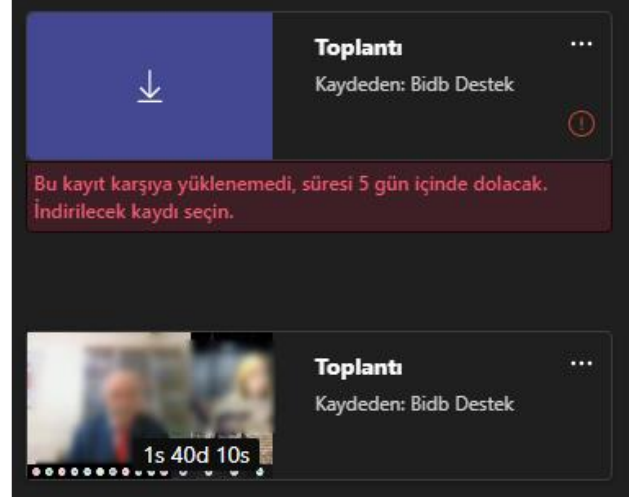 Toplantı
Kaydeden: Bidb Destek
Bu kayıt karşıya yüklenemedi, süresi 5 gün içinde dolacak.
İndirilecek kaydı seçin.
Toplantı
Kaydeden: Bidb Destek
1s 40d 10s